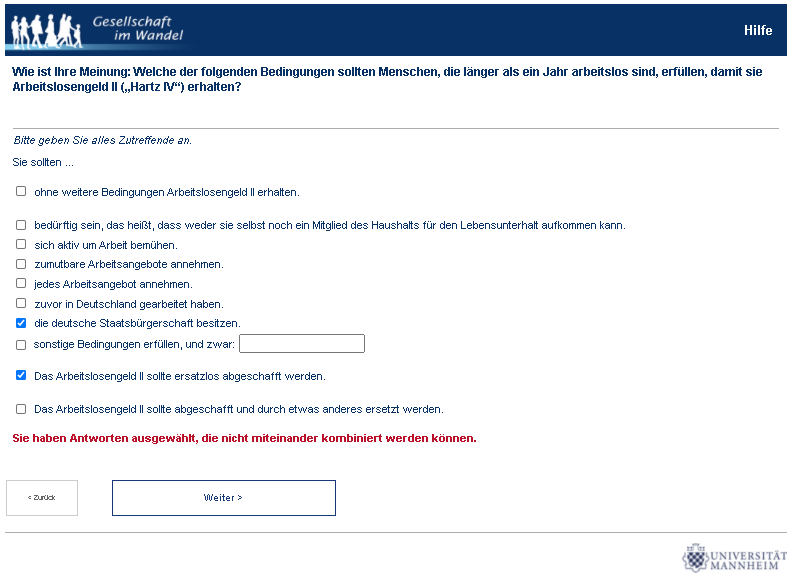 Gesellschaft
im Wandel
Hilfe
Wie ist Ihre Meinung: Welche der folgenden Bedingungen sollten Menschen, die länger als ein Jahr arbeitslos sind, erfüllen, damit sie
Arbeitslosengeld II („Hartz IV“) erhalten?
Bitte geben Sie alles Zutreffende an.
Sie sollten ...
ohne weitere Bedingungen Arbeitslosengeld II erhalten.
bedürftig sein, das heißt, dass weder sie selbst noch ein Mitglied des Haushalts für den Lebensunterhalt aufkommen kann.
sich aktiv um Arbeit bemühen.
zumutbare Arbeitsangebote annehmen.
jedes Arbeitsangebot annehmen.
zuvor in Deutschland gearbeitet haben.
die deutsche Staatsbürgerschaft besitzen.
sonstige Bedingungen erfüllen, und zwar:
Das Arbeitslosengeld II sollte ersatzlos abgeschafft werden.
Das Arbeitslosengeld II sollte abgeschafft und durch etwas anderes ersetzt werden.
Sie haben Antworten ausgewählt, die nicht miteinander kombiniert werden können.
< Zurück
Weiter >
UNIVERSITÄT
MANNHEIM